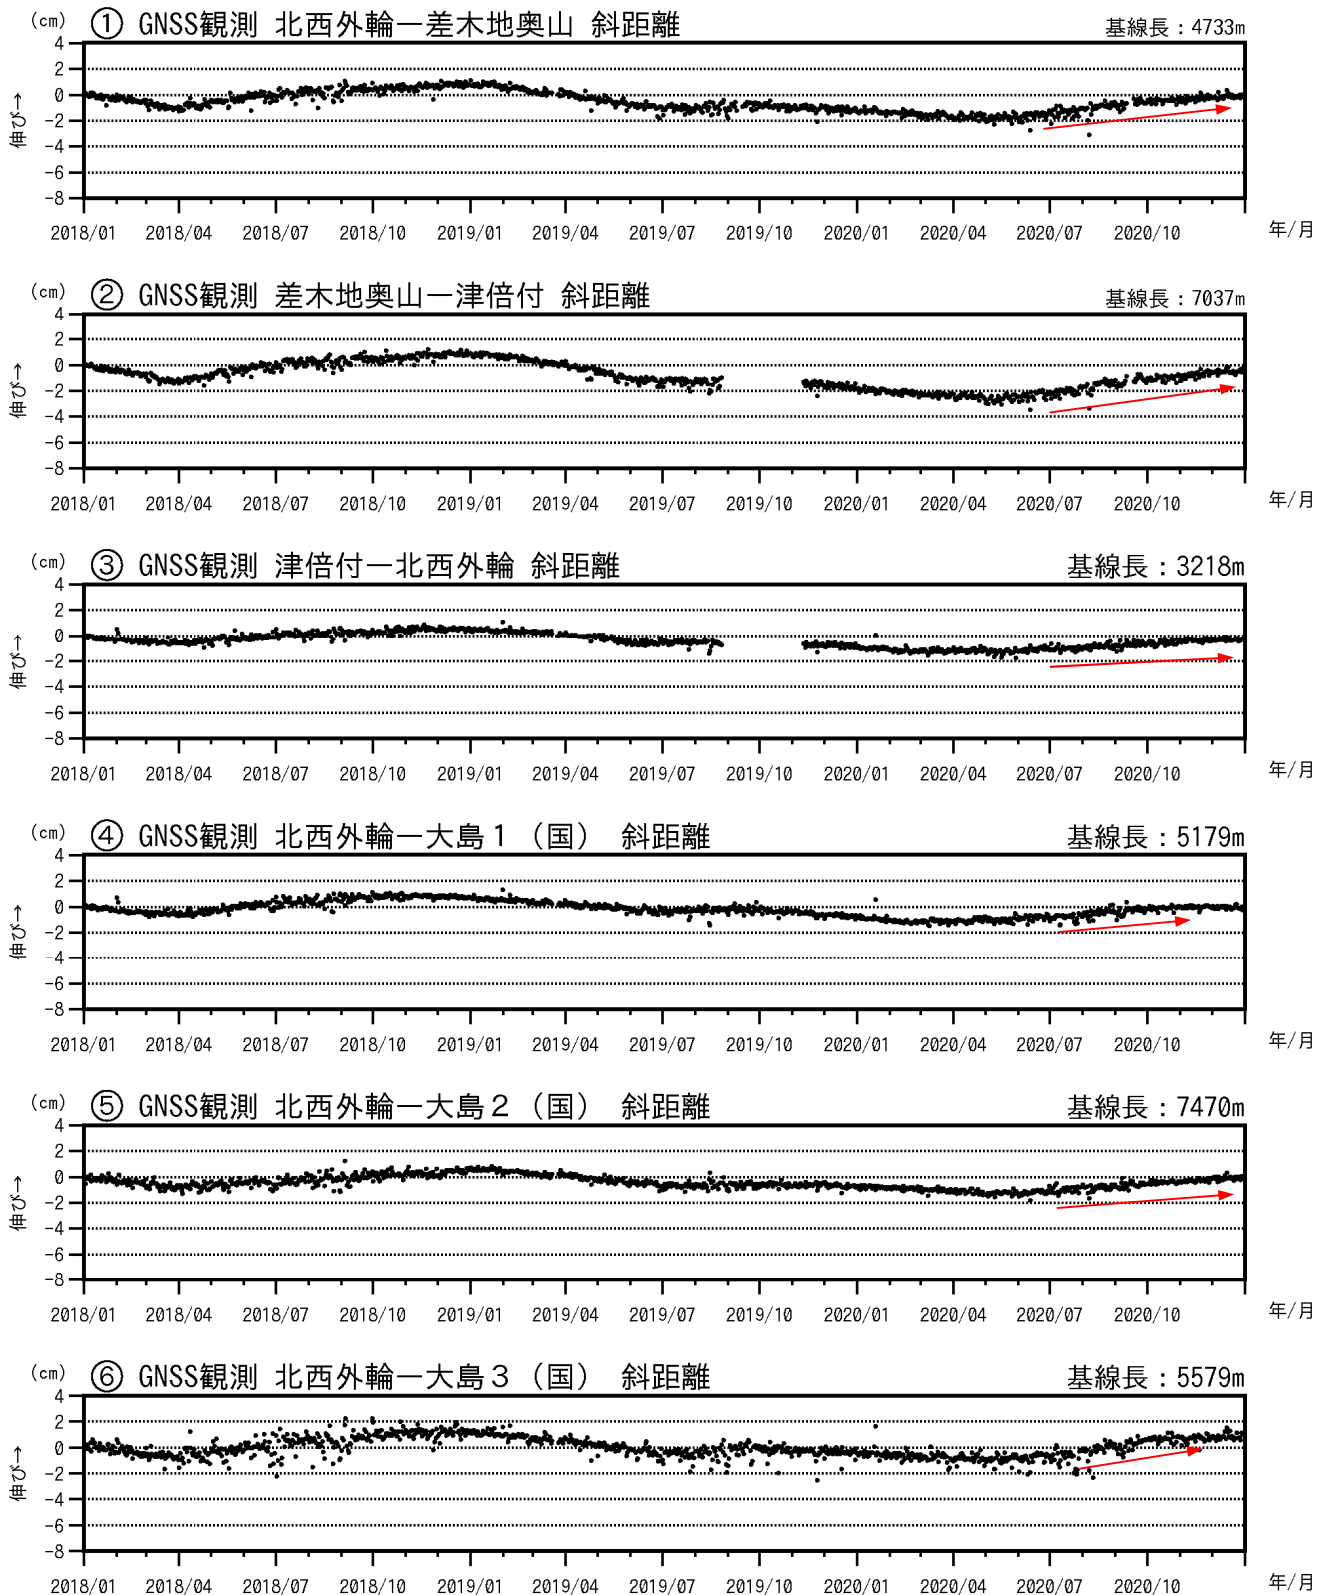 (cm) ① GNSS観測 北西外輪－差木地奥山 斜距離 基線長：4733m
4
2
0
-2
-4
-6
-8
伸び→
2018/01 2018/04 2018/07 2018/10 2019/01 2019/04 2019/07 2019/10 2020/01 2020/04 2020/07 2020/10 年/月
(cm) ② GNSS観測 差木地奥山－津倍付 斜距離 基線長：7037m
4
2
0
-2
-4
-6
-8
伸び→
2018/01 2018/04 2018/07 2018/10 2019/01 2019/04 2019/07 2019/10 2020/01 2020/04 2020/07 2020/10 年/月
(cm) ③ GNSS観測 津倍付－北西外輪 斜距離 基線長：3218m
4
2
0
-2
-4
-6
-8
伸び→
2018/01 2018/04 2018/07 2018/10 2019/01 2019/04 2019/07 2019/10 2020/01 2020/04 2020/07 2020/10 年/月
(cm) ④ GNSS観測 北西外輪－大島１（国） 斜距離 基線長：5179m
4
2
0
-2
-4
-6
-8
伸び→
2018/01 2018/04 2018/07 2018/10 2019/01 2019/04 2019/07 2019/10 2020/01 2020/04 2020/07 2020/10 年/月
(cm) ⑤ GNSS観測 北西外輪－大島２（国） 斜距離 基線長：7470m
4
2
0
-2
-4
-6
-8
伸び→
2018/01 2018/04 2018/07 2018/10 2019/01 2019/04 2019/07 2019/10 2020/01 2020/04 2020/07 2020/10 年/月
(cm) ⑥ GNSS観測 北西外輪－大島３（国） 斜距離 基線長：5579m
4
2
0
-2
-4
-6
-8
伸び→
2018/01 2018/04 2018/07 2018/10 2019/01 2019/04 2019/07 2019/10 2020/01 2020/04 2020/07 2020/10 年/月